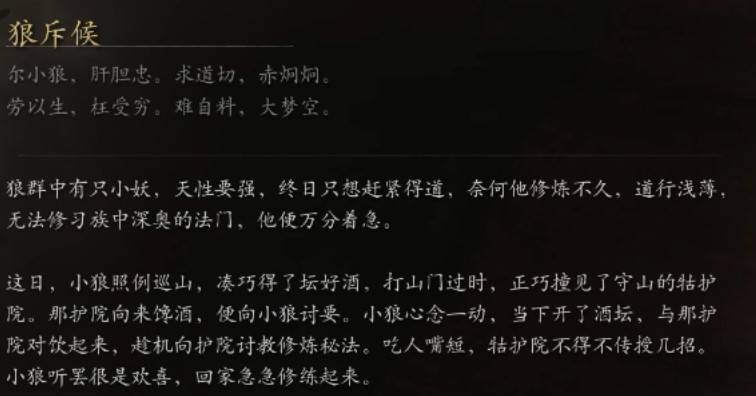 狼斥候
尔小狼，肝胆忠。求道切，赤炯炯。
劳以生，枉受穷。难自料，大梦空。
狼群中有只小妖，天性要强，终日只想赶紧得道，奈何他修炼不久，道行浅薄，
无法修习族中深奥的法门，他便万分着急。
这日，小狼照例巡山，凑巧得了坛好酒，打山门过时，正巧撞见了守山的牯护
院。那护院向来馋酒，便向小狼讨要。小狼心念一动，当下开了酒坛，与那护
院对饮起来，趁机向护院讨教修炼秘法。吃人嘴短，牯护院不得不传授几招。
小狼听罢很是欢喜，回家急急修练起来。